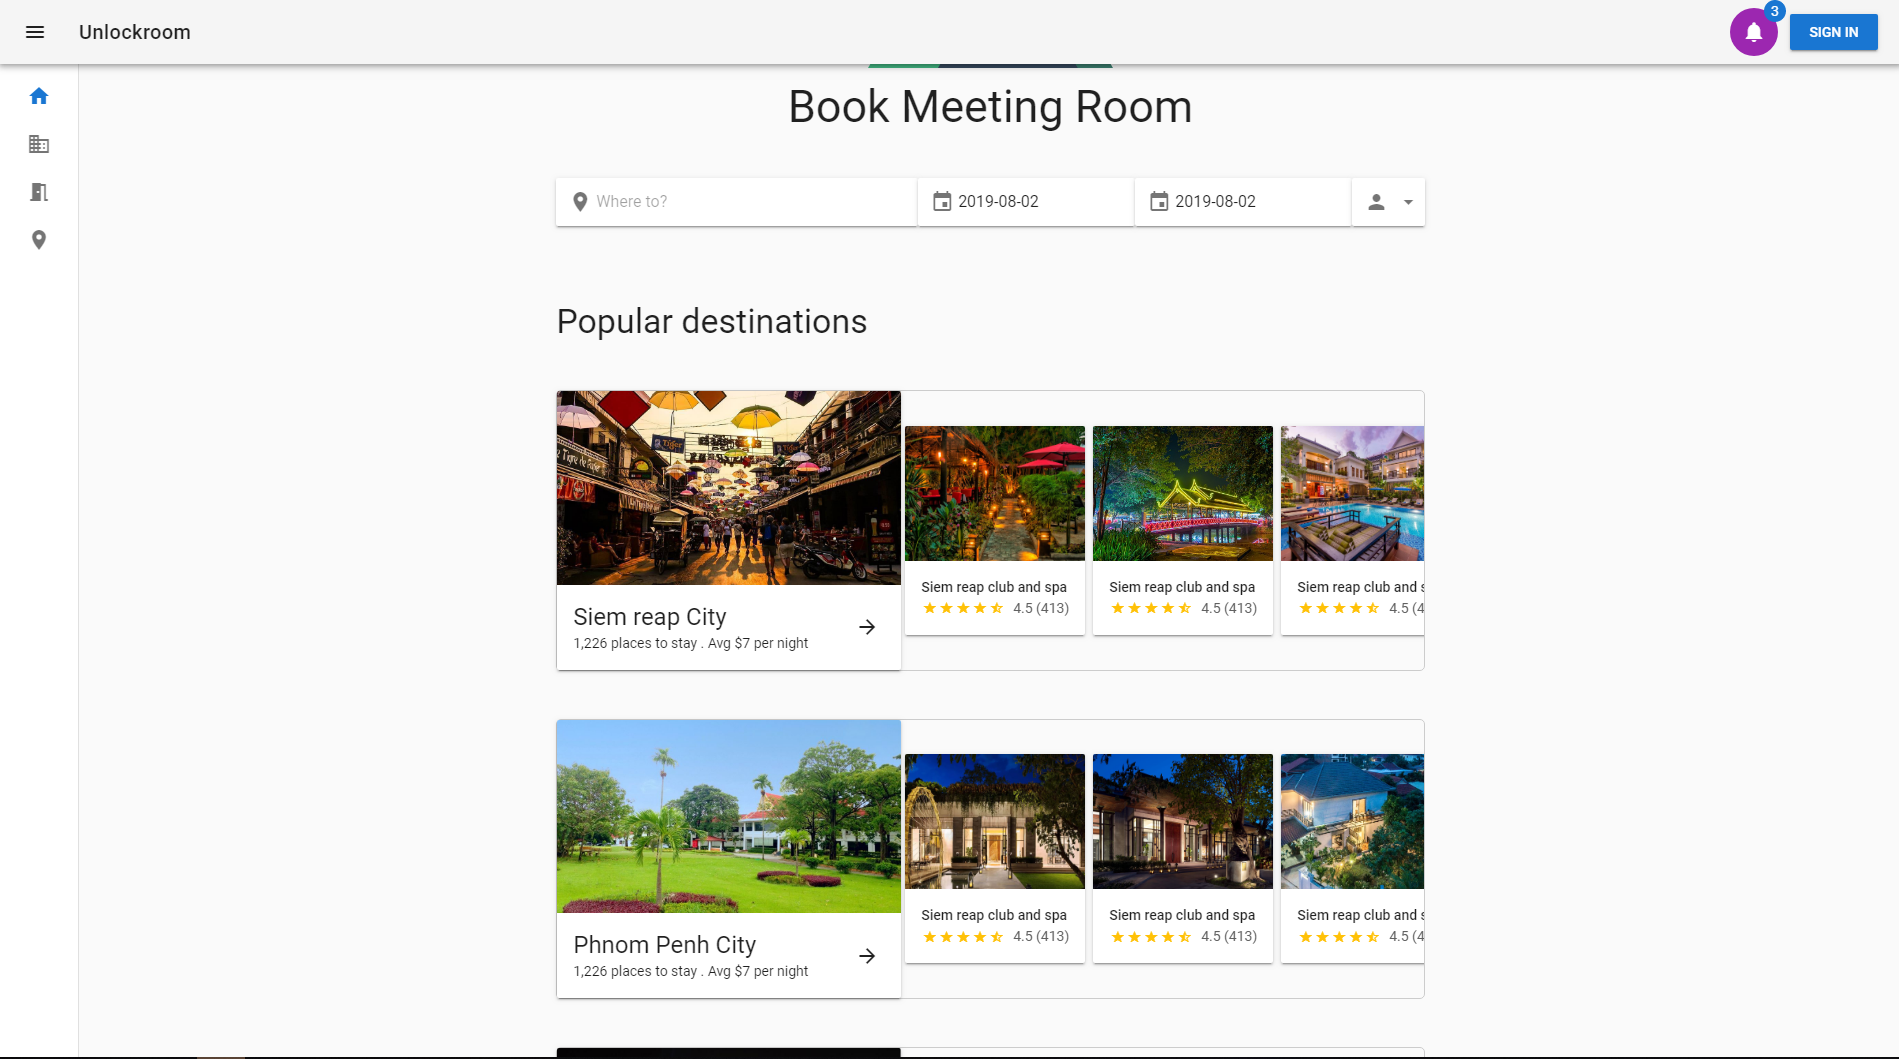 Unlockroom
3
SIGN IN
Book Meeting Room
Where to?
2019-08-02
2019-08-02
Popular destinations
Tiger
Siem reap City
1,226 places to stay . Avg $7 per night
Siem reap club and spa
4.5 (413)
Siem reap club and spa
4.5 (413)
Siem reap club and s
4.5 (4
Phnom Penh City
1,226 places to stay . Avg $7 per night
Siem reap club and spa
4.5 (413)
Siem reap club and spa
4.5 (413)
Siem reap club and s
4.5 (4